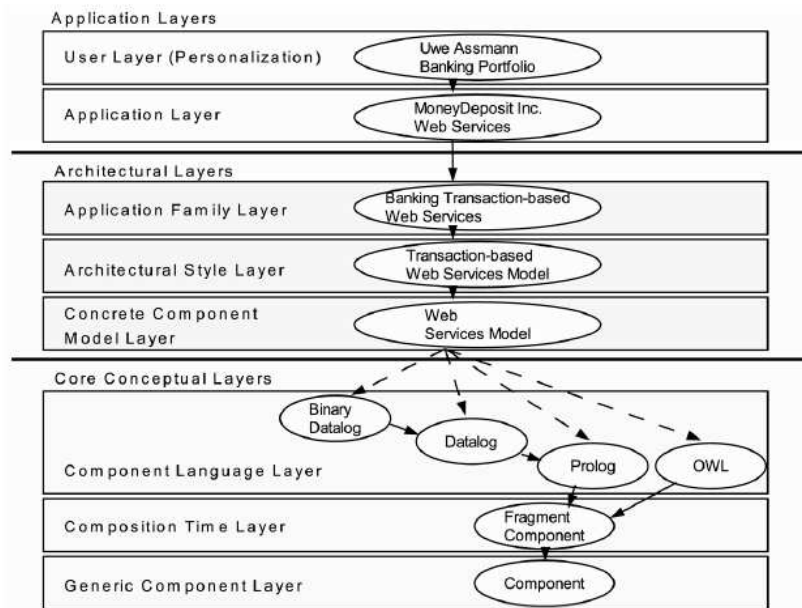 Application Layers
User Layer (Personalization)
Uwe Assmann
Banking Portfolio
Application Layer
MoneyDeposit Inc.
Web Services
Architectural Layers
Application Family Layer
Banking Transaction-based
Web Services
Architectural Style Layer
Transaction-based
Web Services Model
Concrete Component
Model Layer
Web
Services Model
Core Conceptual Layers
Binary
Datalog
Datalog
Component Language Layer
Prolog
OWL
Composition Time Layer
Fragment
Component
Generic Component Layer
Component